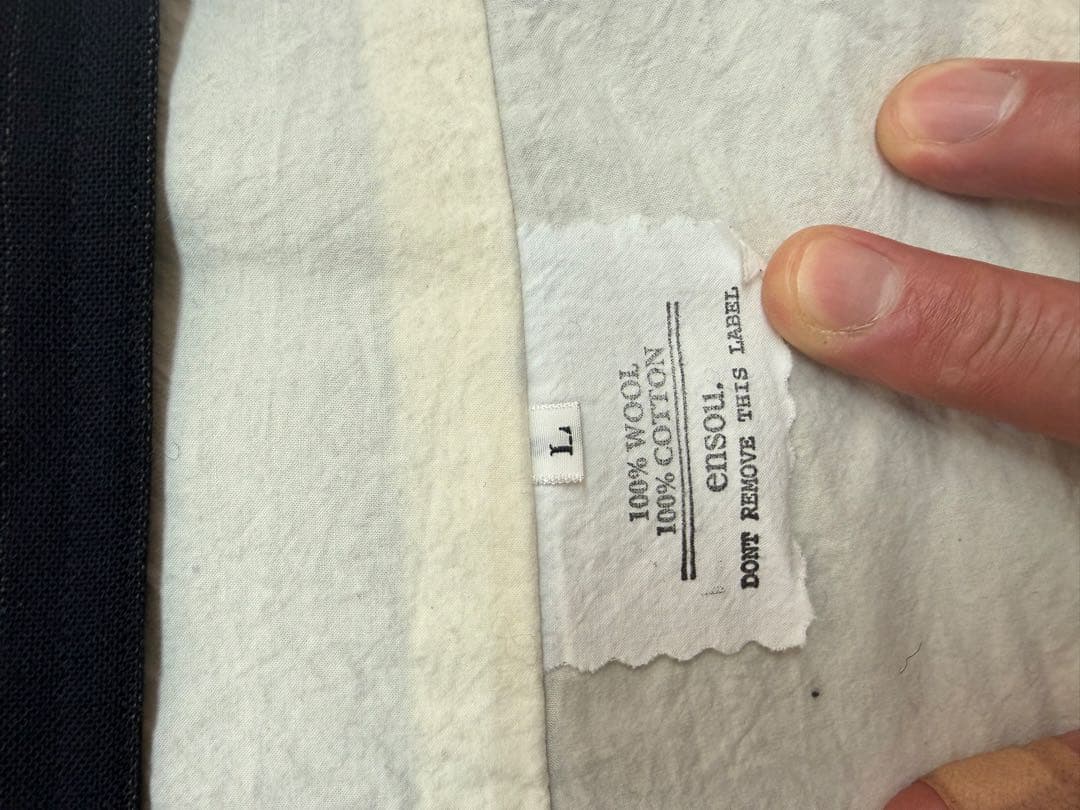 L
100% WOOL
100% COTTON
ensou.
DONT REMOVE THIS LABEL